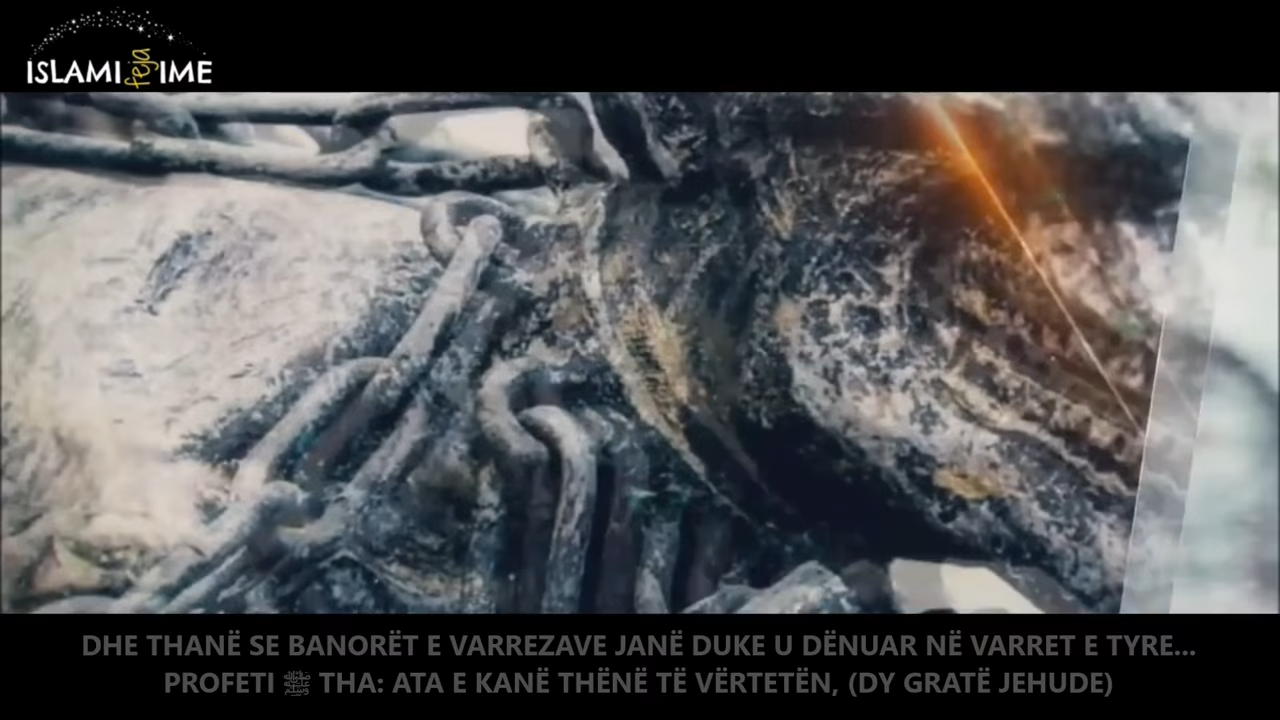 ISLAMI feja IME
DHE THANË SE BANORËT E VARREZAVE JANË DUKE U DËNUAR NË VARRET E TYRE...
PROFETI ﷺ THA: ATA E KANË THËNË TË VËRTETËN, (DY GRATË JEHUDE)